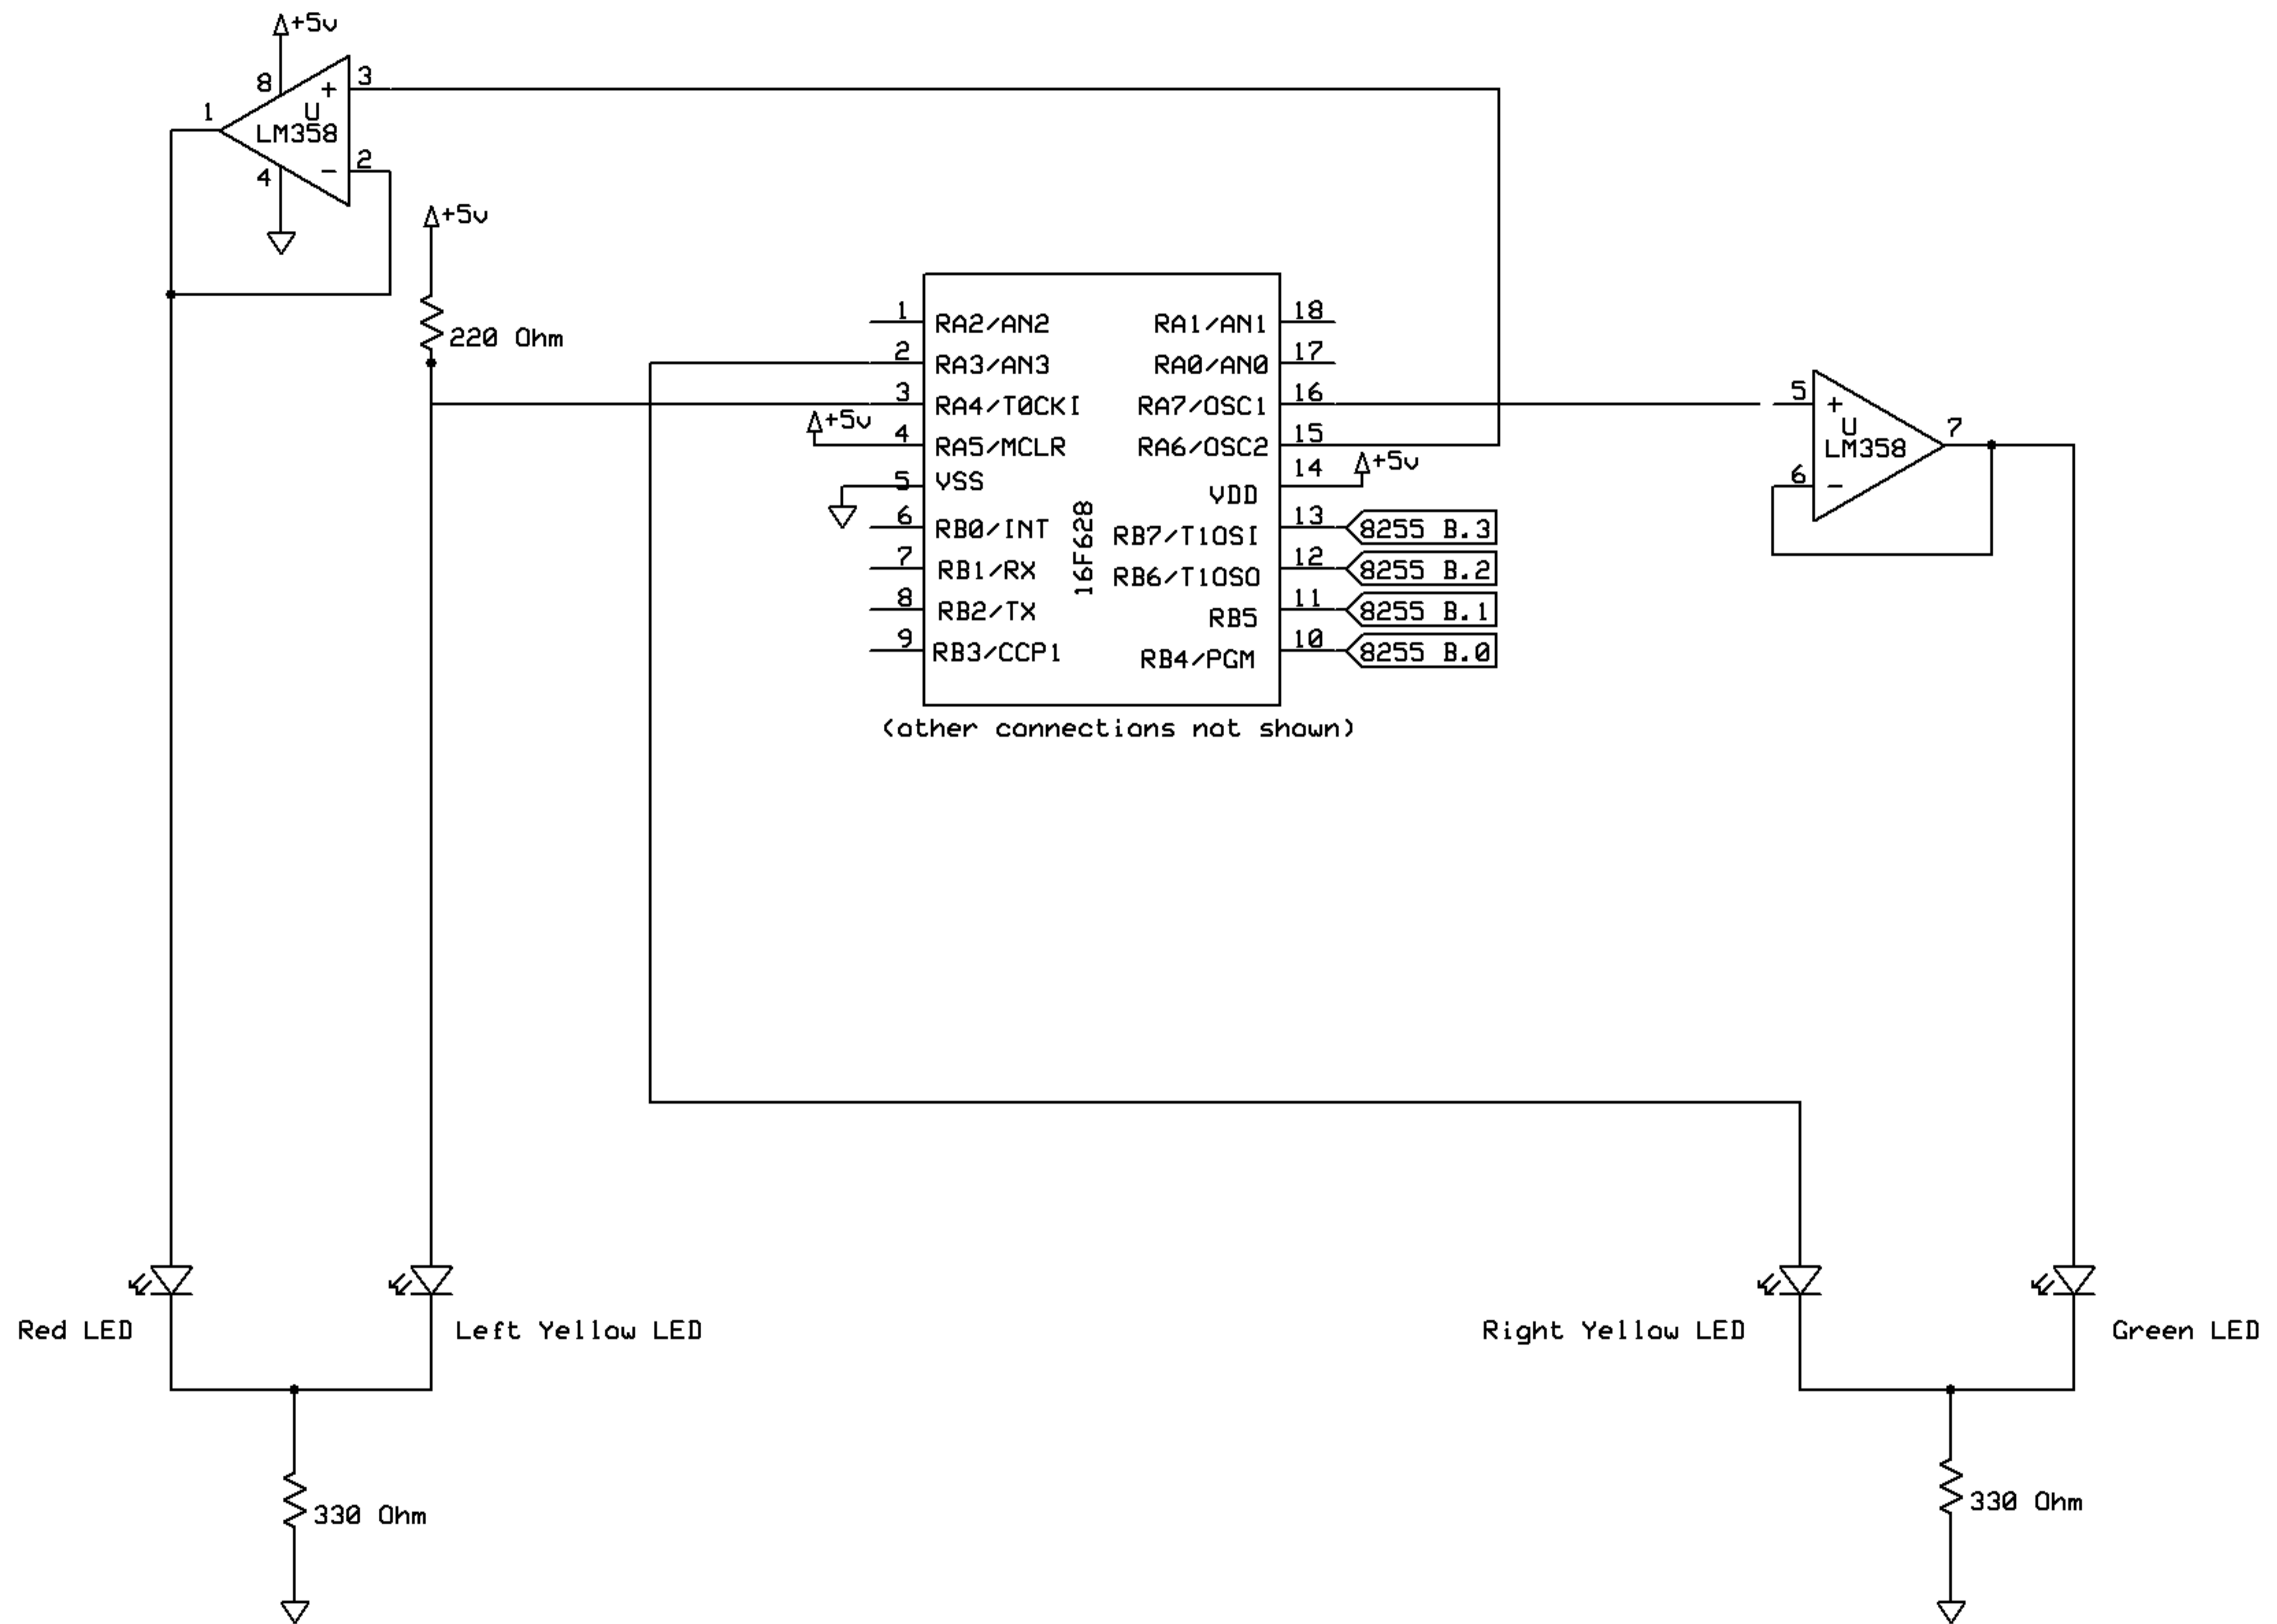 +5v
8
3
+
1
U
LM358
2
4
-
+5v
220 Ohm
1
RA2/AN2
2
RA3/AN3
3
RA4/T0CKI
+5v
4
RA5/MCLR
5
VSS
6
RB0/INT
7
RB1/RX
8
RB2/TX
9
RB3/CCP1
16F628
RA1/AN1
18
RA0/AN0
17
RA7/OSC1
16
RA6/OSC2
15
14
+5v
VDD
13
RB7/T1OSI
8255 B.3
12
RB6/T1OSO
8255 B.2
11
RB5
8255 B.1
10
RB4/PGM
8255 B.0
(other connections not shown)
5
+
U
LM358
7
6
-
Red LED
Left Yellow LED
Right Yellow LED
Green LED
330 Ohm
330 Ohm